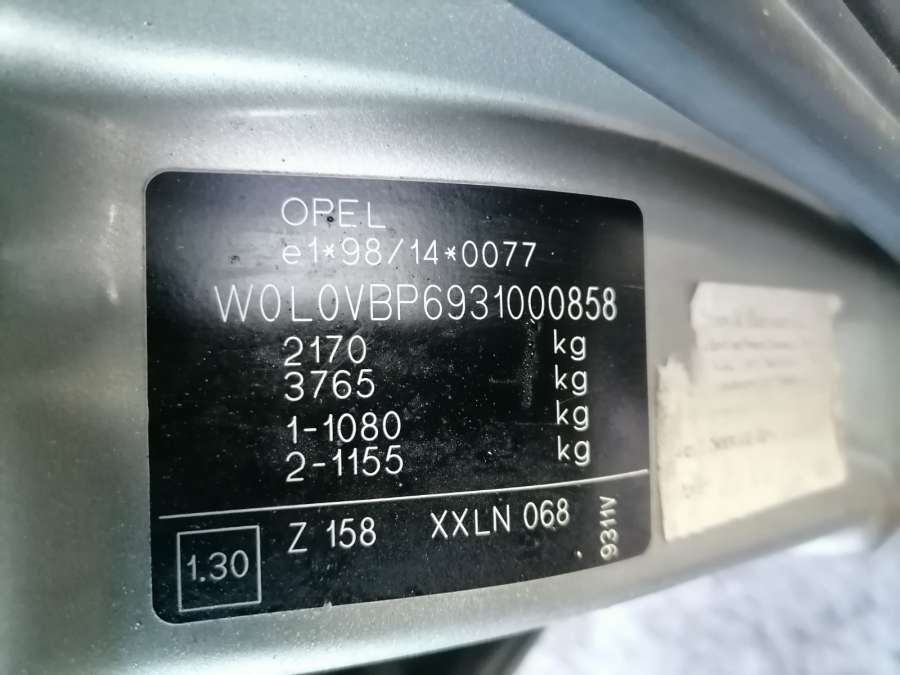 OPEL
e1*98/14*0077
W0L0VBP6931000858
2170 kg
3765 kg
1-1080 kg
2-1155 kg
1.30 Z 158 XXLN 068 9311V